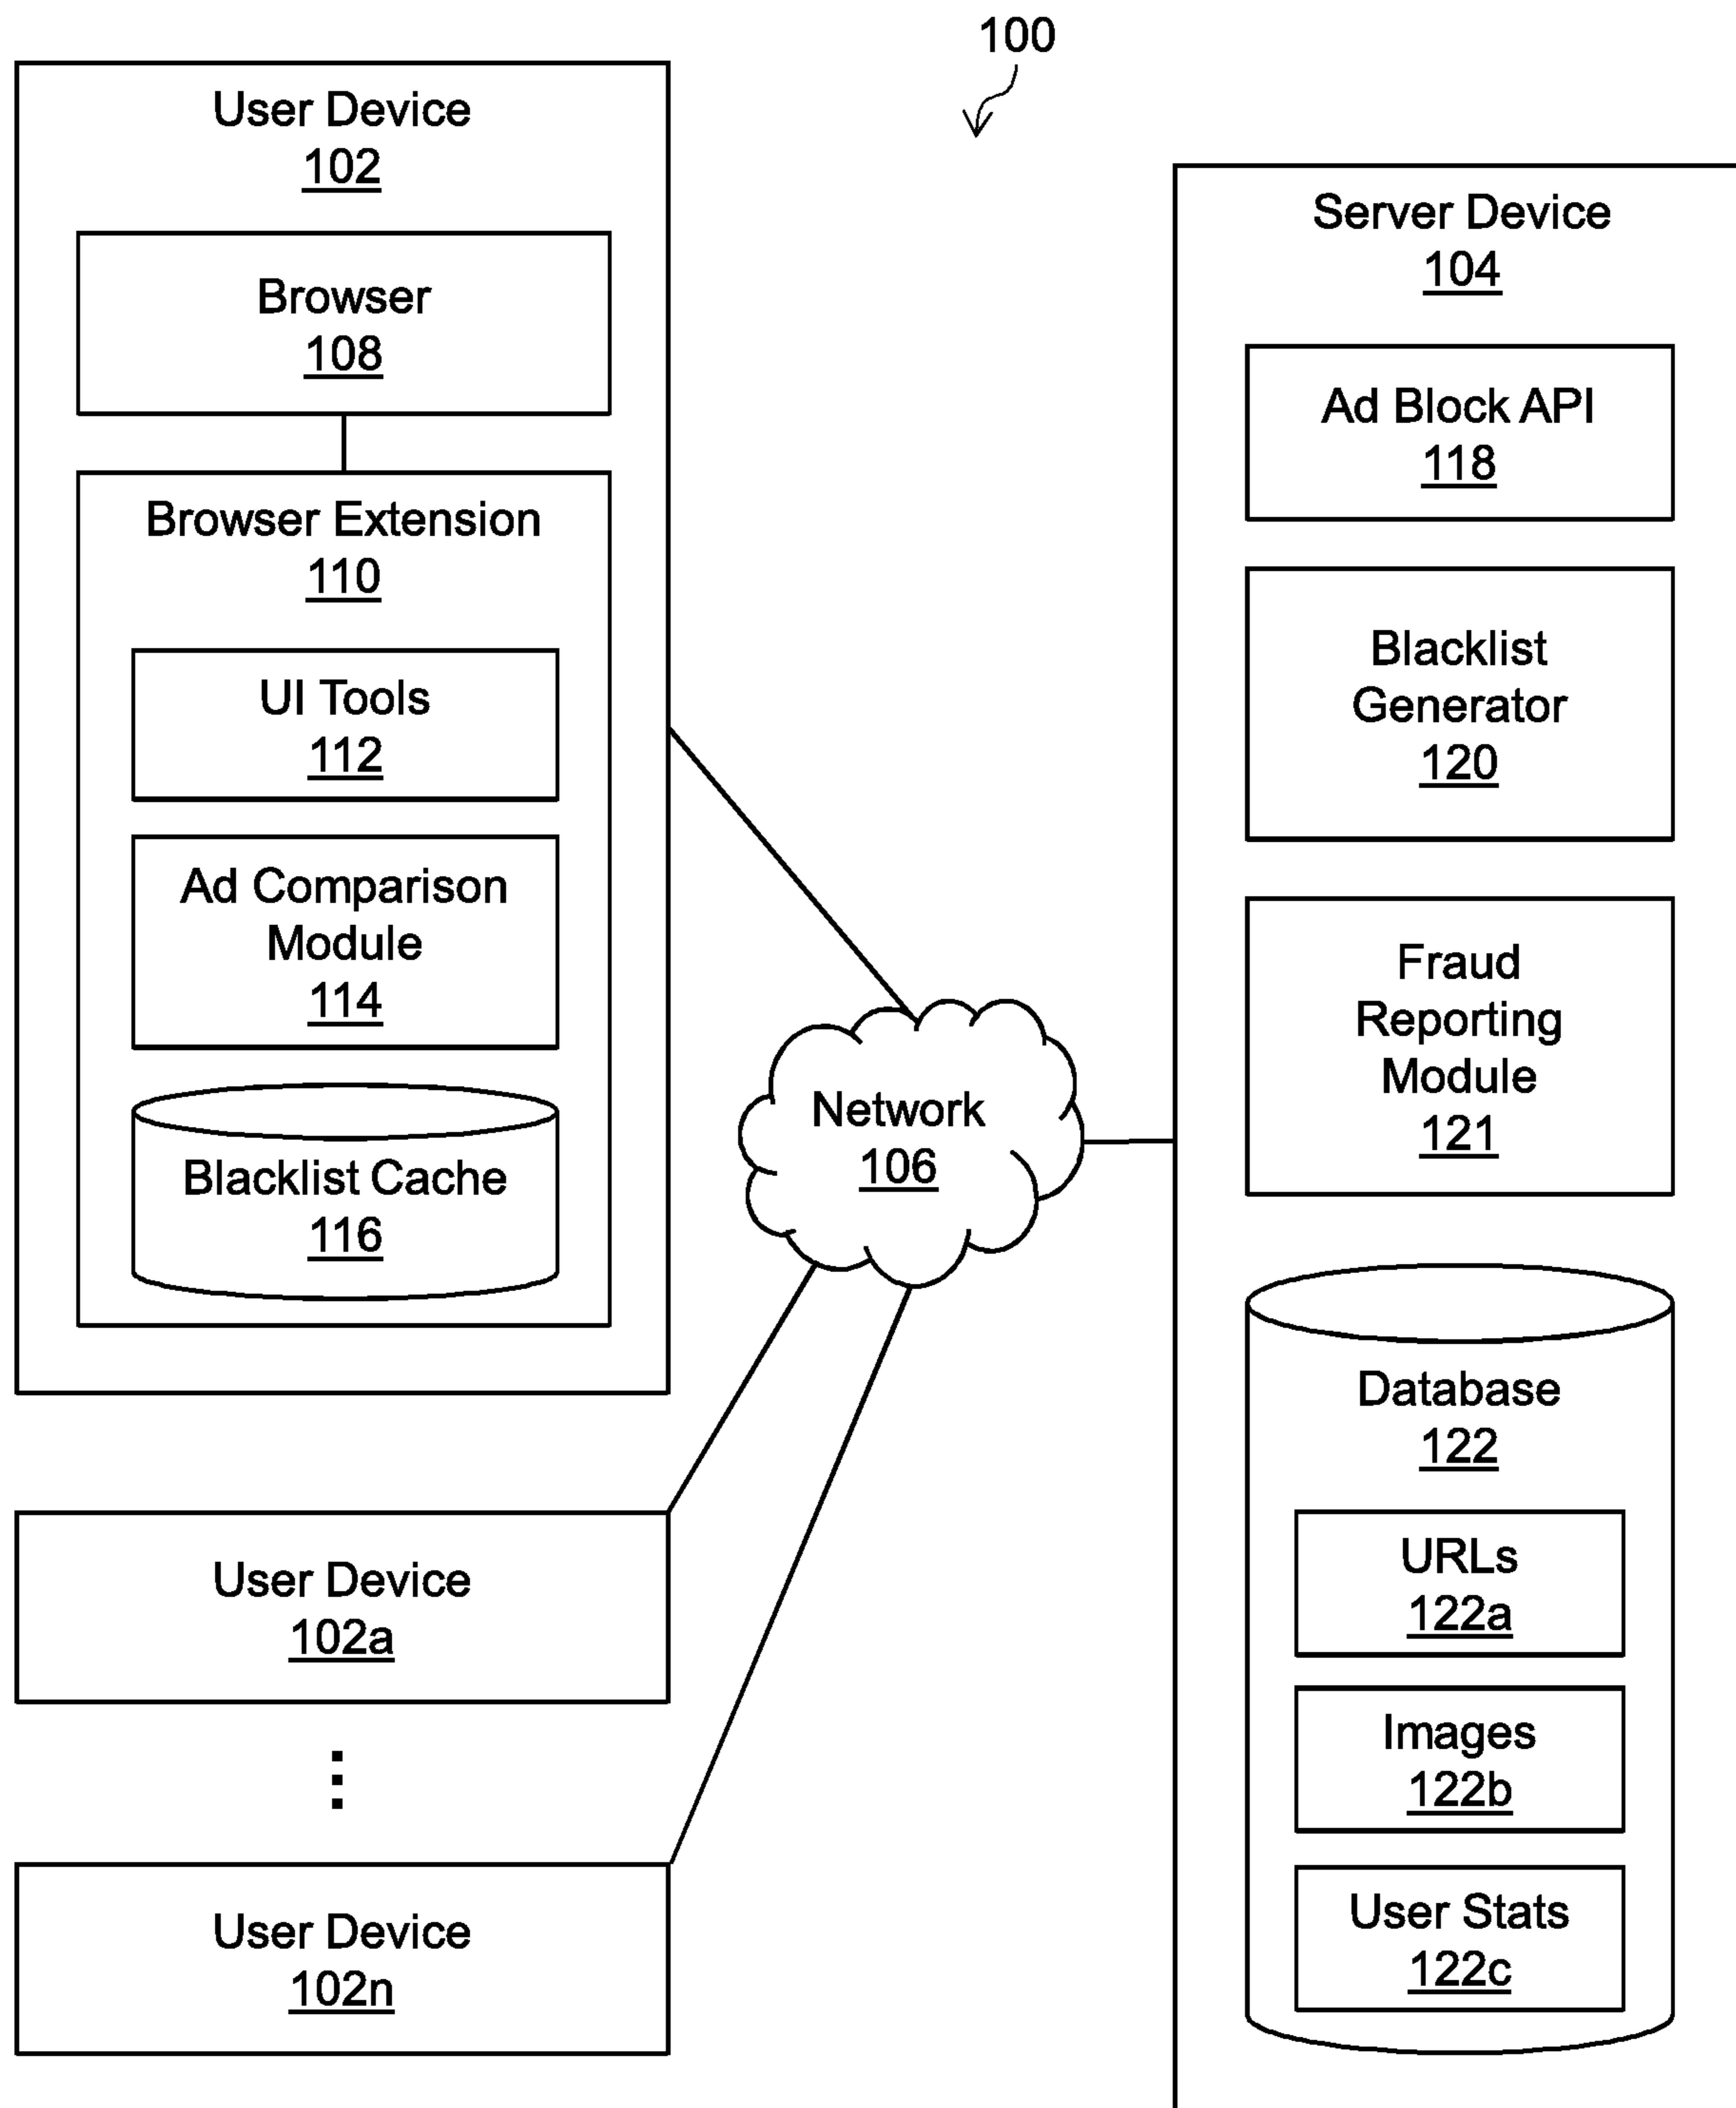 100
User Device
102
Browser
108
Browser Extension
110
UI Tools
112
Ad Comparison
Module
114
Blacklist Cache
116
User Device
102a
User Device
102n
Network
106
Server Device
104
Ad Block API
118
Blacklist
Generator
120
Fraud
Reporting
Module
121
Database
122
URLs
122a
Images
122b
User Stats
122c